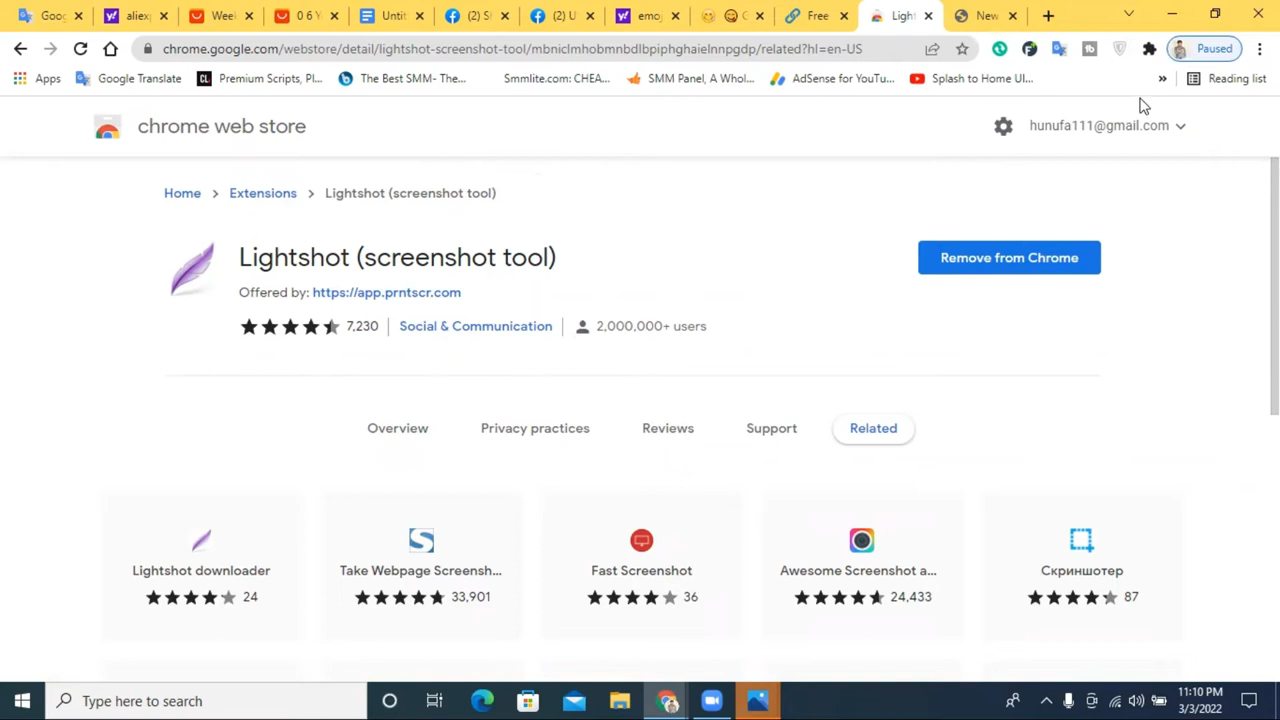 Goog
aliexp
Week
0 6 Y
Untit
(2) S
(2) U
emoj
G
Free
Light
New
chrome.google.com/webstore/detail/lightshot-screenshot-tool/mbniclmhobmnbdlbpiphghaielnnpgdp/related?hl=en-US
Paused
Apps
Google Translate
Premium Scripts, Pl...
The Best SMM- The...
Smmlite.com: CHEA...
SMM Panel, A Whol...
AdSense for YouTu...
Splash to Home UI...
»
Reading list
chrome web store
hunufa111@gmail.com
Home > Extensions > Lightshot (screenshot tool)
Lightshot (screenshot tool)
Remove from Chrome
Offered by: https://app.prntscr.com
7,230
Social & Communication
2,000,000+ users
Overview
Privacy practices
Reviews
Support
Related
Lightshot downloader
24
Take Webpage Screensh...
33,901
Fast Screenshot
36
Awesome Screenshot a...
24,433
Скриншотер
87
Type here to search
11:10 PM
3/3/2022